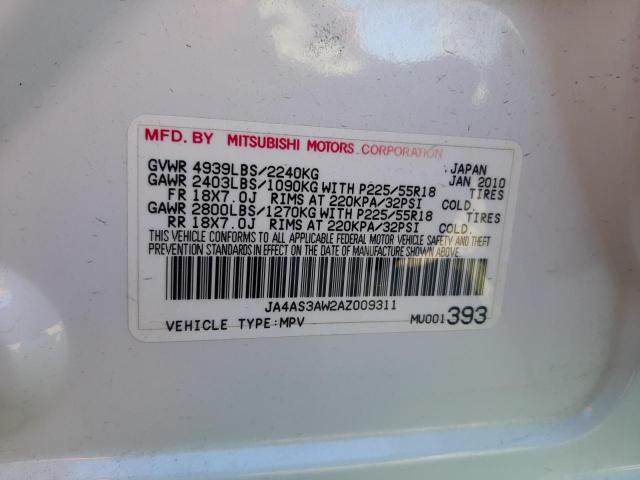 MFD. BY MITSUBISHI MOTORS CORPORATION
GVWR 4939LBS/2240KG JAPAN
GAWR 2403LBS/1090KG WITH P225/55R18 JAN 2010
FR 18X7.0J RIMS AT 220KPA/32PSI COLD. TIRES
GAWR 2800LBS/1270KG WITH P225/55R18 TIRES
RR 18X7.0J RIMS AT 220KPA/32PSI COLD.
THIS VEHICLE CONFORMS TO ALL APPLICABLE FEDERAL MOTOR VEHICLE SAFETY AND THEFT
PREVENTION STANDARDS IN EFFECT ON THE DATE OF MANUFACTURE SHOWN ABOVE.
JA4AS3AW2AZ009311
VEHICLE TYPE:MPV MU001393